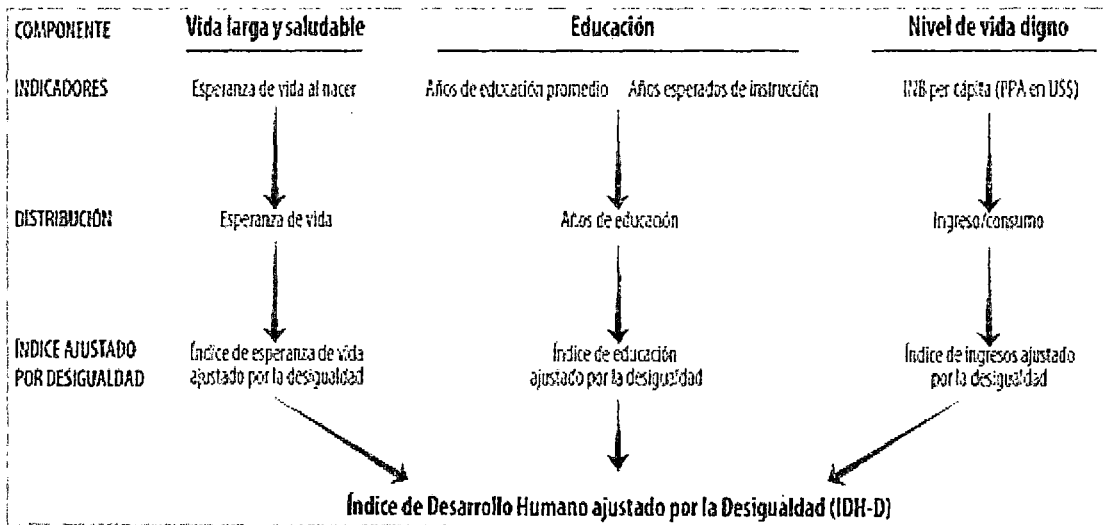 COMPONENTE Vida larga y saludable Educación Nivel de vida digno
INDICADORES Esperanza de vida al nacer Años de educación promedio Años esperados de instrucción INB per cápita (PPA en US$)
DISTRIBUCIÓN Esperanza de vida Años de educación Ingreso/consumo
ÍNDICE AJUSTADO Índice de esperanza de vida Índice de educación Índice de ingresos ajustado
POR DESIGUALDAD ajustado por la desigualdad ajustado por la desigualdad por la desigualdad
Índice de Desarrollo Humano ajustado por la Desigualdad (IDH-D)